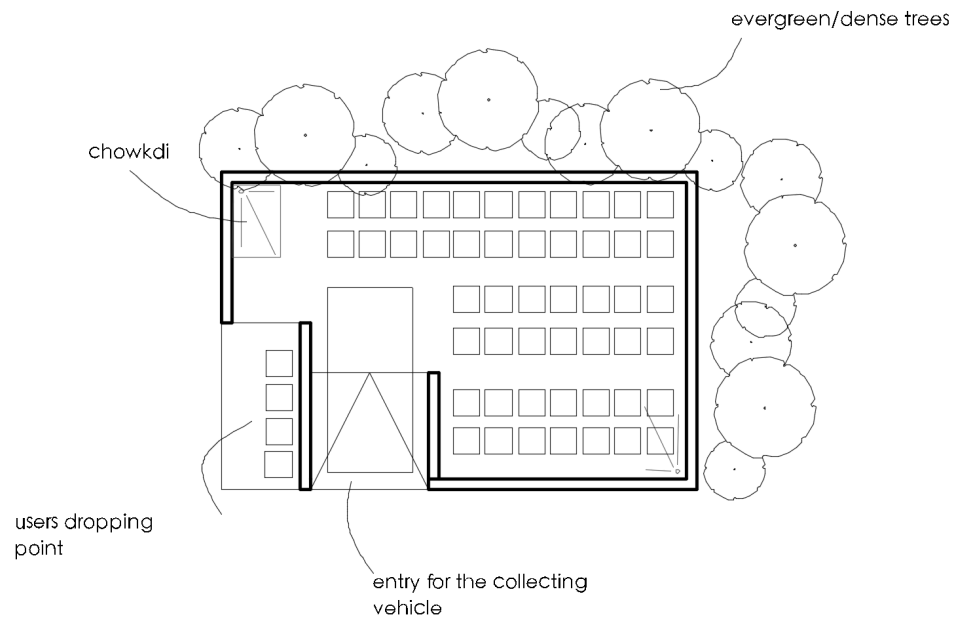 evergreen/dense trees
chowkdi
users dropping
point
entry for the collecting
vehicle